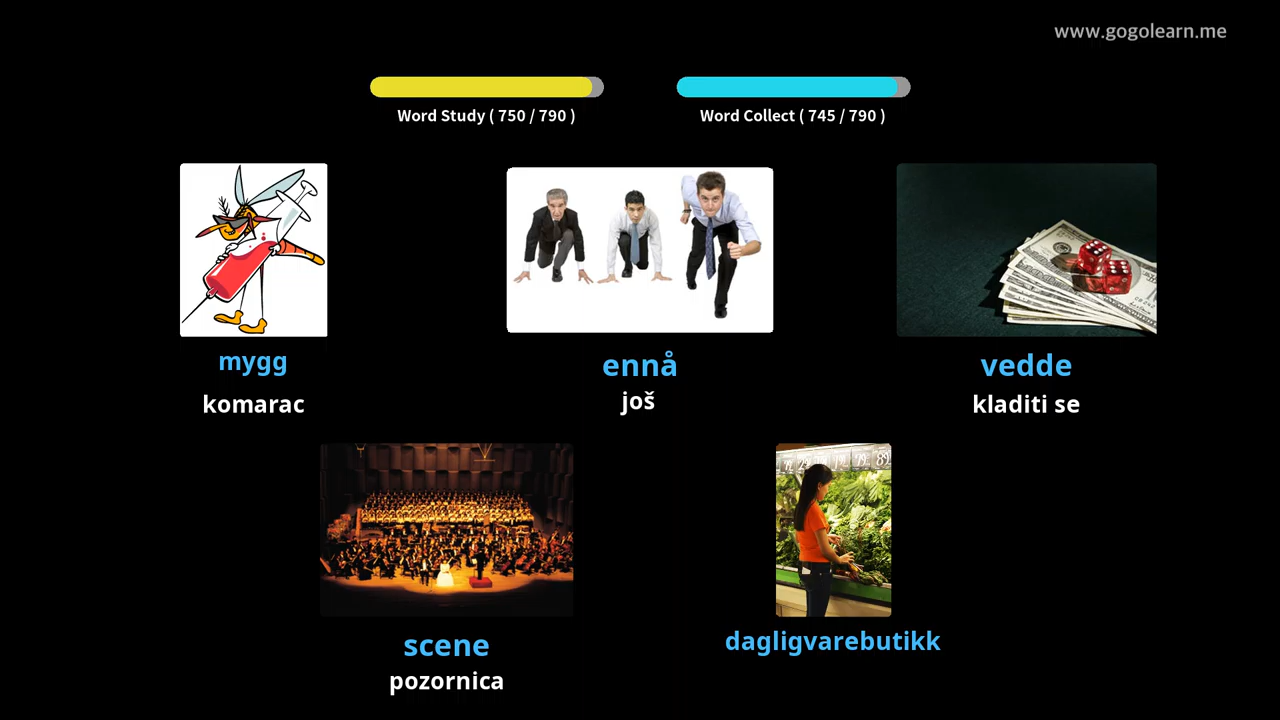 www.gogolearn.me
Word Study ( 750 / 790 )
Word Collect ( 745 / 790 )
mygg
komarac
ennå
još
vedde
kladiti se
scene
pozornica
dagligvarebutikk